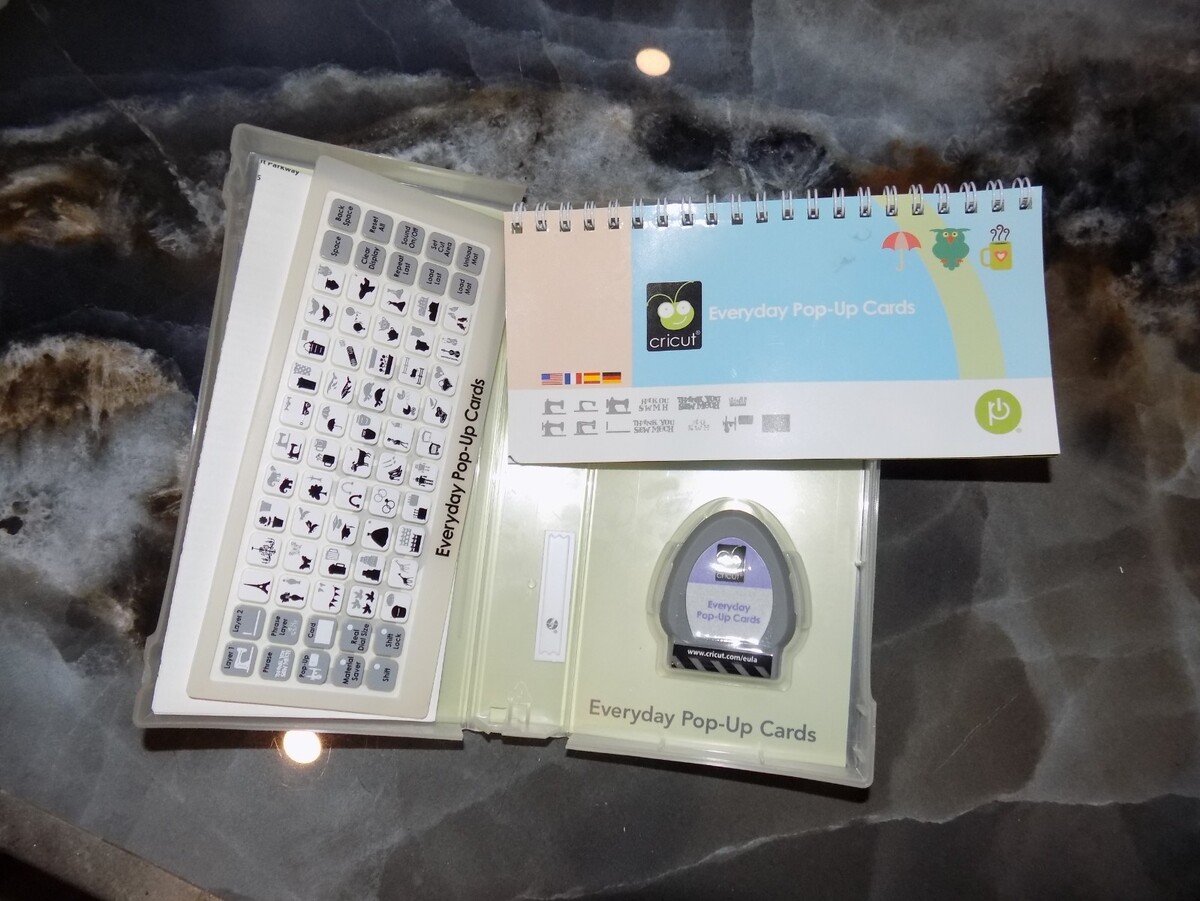 it Parkway
Back
Space
Reset
All
Sound
On/Off
Set
Cut
Area
Unload
Mat
Space
Clear
Display
Repeat
Last
Load
Last
Load
Mat
Everyday Pop-Up Cards
Layer 2
Phrase
Layer
Card
Real
Dial Size
Shift
Lock
Layer 1
Phrase
Pop-Up
Material
Saver
Shift
cricut
Everyday Pop-Up Cards
cricut
Everyday
Pop-Up Cards
www.cricut.com/eula
Everyday Pop-Up Cards